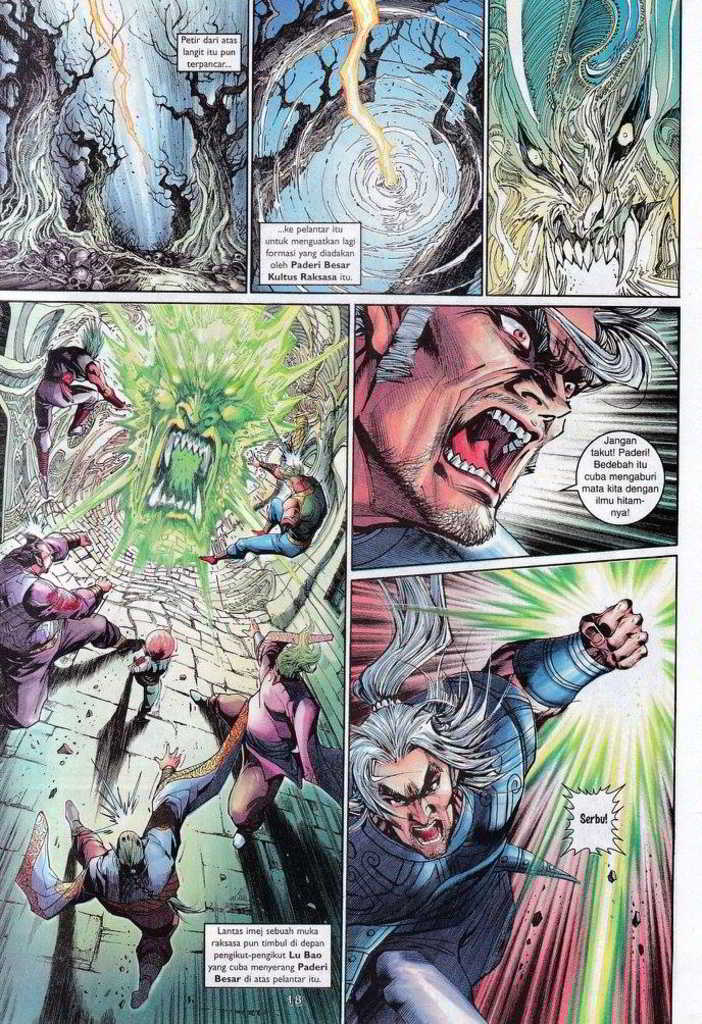 Petir dari atas
langit itu pun
terpancar...
...ke pelantar itu
untuk menguatkan lagi
formasi yang diadakan
oleh Paderi Besar
Kultus Raksasa itu.
Jangan
takut! Paderi!
Bedebah itu
cuba mengaburi
mata kita dengan
ilmu hitam-
nya!
Serbu!
Lantas imej sebuah muka
raksasa pun timbul di depan
pengikut-pengikut Lu Bao
yang cuba menyerang Paderi
Besar di atas pelantar itu.
18